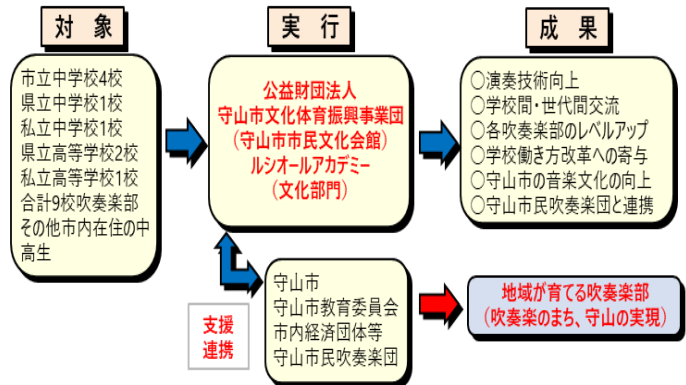 対　象
市立中学校4校
県立中学校1校
私立中学校1校
県立高等学校2校
私立高等学校1校
合計9校吹奏楽部
その他市内在住の中
高生
実　行
公益財団法人
守山市文化体育振興事業団
（守山市市民文化会館）
ルシオールアカデミー
（文化部門）
成　果
○演奏技術向上
○学校間・世代間交流
○各吹奏楽部のレベルアップ
○学校働き方改革への寄与
○守山市の音楽文化の向上
○守山市民吹奏楽団と連携
支援
連携
守山市
守山市教育委員会
市内経済団体等
守山市民吹奏楽団
地域が育てる吹奏楽部
（吹奏楽のまち、守山の実現）